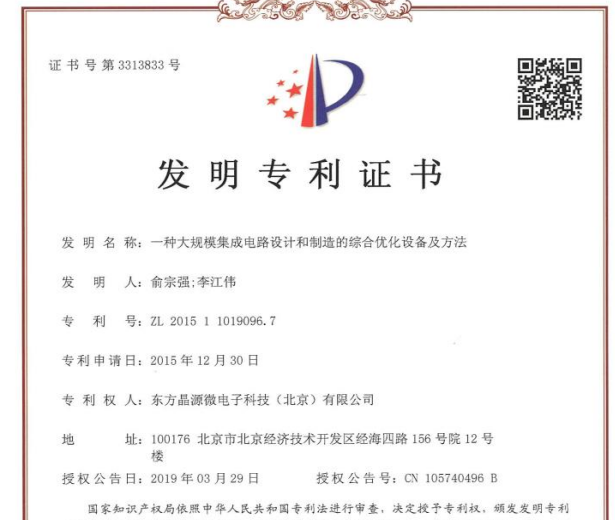 证书号第3313833号
发明专利证书
发明名称：一种大规模集成电路设计和制造的综合优化设备及方法
发明人：俞宗强;李江伟
专利号：ZL 2015 1 1019096.7
专利申请日：2015年12月30日
专利权人：东方晶源微电子科技（北京）有限公司
地址：100176 北京市北京经济技术开发区经海四路156号院12号
楼
授权公告日：2019年03月29日 授权公告号：CN 105740496 B
国家知识产权局依照中华人民共和国专利法进行审查，决定授予专利权，颁发发明专利